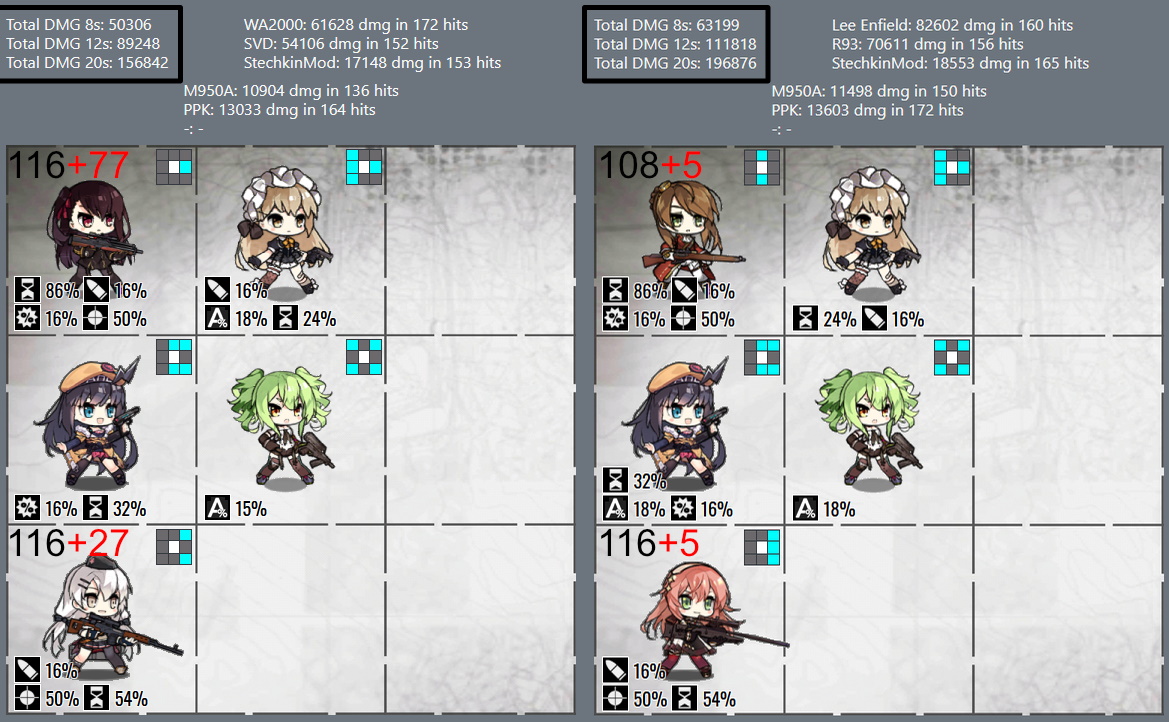 Total DMG 8s: 50306
Total DMG 12s: 89248
Total DMG 20s: 156842
WA2000: 61628 dmg in 172 hits
SVD: 54106 dmg in 152 hits
StechkinMod: 17148 dmg in 153 hits
M950A: 10904 dmg in 136 hits
PPK: 13033 dmg in 164 hits
-: -
Total DMG 8s: 63199
Total DMG 12s: 111818
Total DMG 20s: 196876
Lee Enfield: 82602 dmg in 160 hits
R93: 70611 dmg in 156 hits
StechkinMod: 18553 dmg in 165 hits
M950A: 11498 dmg in 150 hits
PPK: 13603 dmg in 172 hits
-: -
116+77
86% 16%
16% 50%
16%
A% 18% 24%
16% 32%
A% 15%
116+27
16%
50% 54%
108+5
86% 16%
16% 50%
24% 16%
32%
A% 18% 16%
A% 18%
116+5
16%
50% 54%